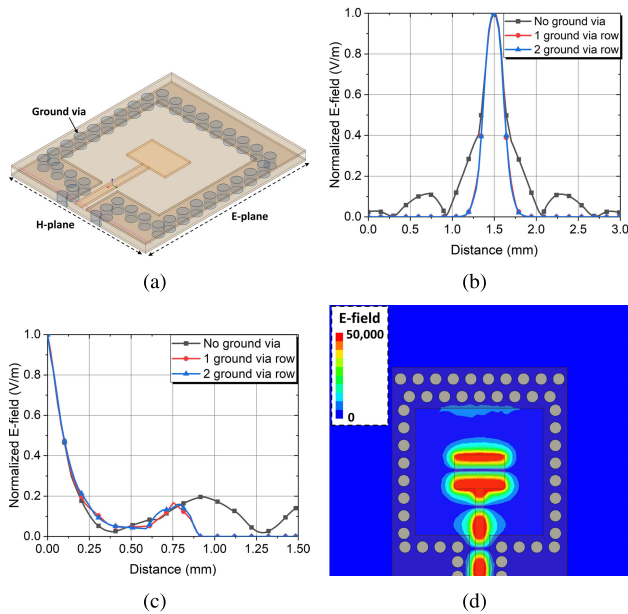 Ground via
H-plane
E-plane
(a)
Normalized E-field (V/m)
1.0
0.8
0.6
0.4
0.2
0.0
No ground via
1 ground via row
2 ground via row
0.0 0.5 1.0 1.5 2.0 2.5 3.0
Distance (mm)
(b)
Normalized E-field (V/m)
1.0
0.8
0.6
0.4
0.2
0.0
No ground via
1 ground via row
2 ground via row
0.00 0.25 0.50 0.75 1.00 1.25 1.50
Distance (mm)
(c)
E-field
50,000
0
(d)